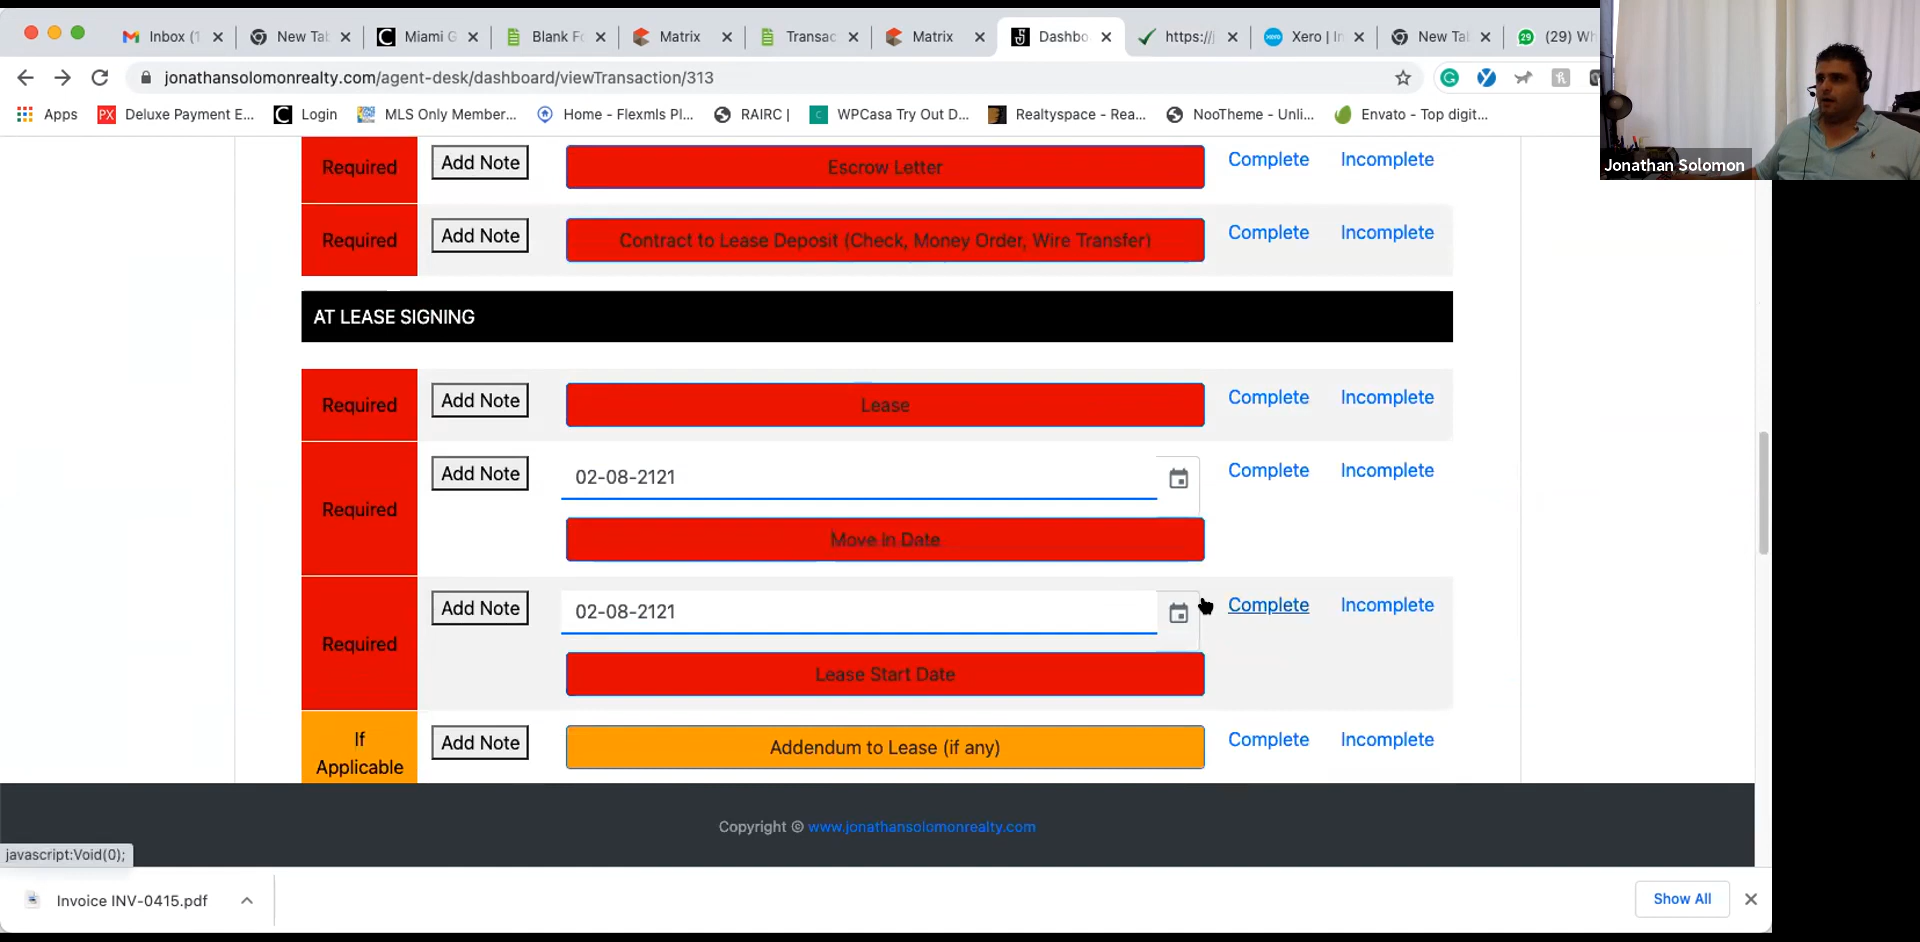 Inbox (1
New Tab
Miami G
Blank Fo
Matrix
Transac
Matrix
Dashbo
https://j
Xero | In
New Tab
(29) Wh
jonathansolomonrealty.com/agent-desk/dashboard/viewTransaction/313
Apps
PX
Deluxe Payment E...
Login
MLS Only Member...
Home - Flexmls Pl...
RAIRC |
WPCasa Try Out D...
Realtyspace - Rea...
NooTheme - Unli...
Envato - Top digit...
Jonathan Solomon
Required
Add Note
Escrow Letter
Complete
Incomplete
Required
Add Note
Contract to Lease Deposit (Check, Money Order, Wire Transfer)
Complete
Incomplete
AT LEASE SIGNING
Required
Add Note
Lease
Complete
Incomplete
Required
Add Note
02-08-2121
Complete
Incomplete
Move in Date
Required
Add Note
02-08-2121
Complete
Incomplete
Lease Start Date
If
Applicable
Add Note
Addendum to Lease (if any)
Complete
Incomplete
Copyright © www.jonathansolomonrealty.com
javascript:Void(0);
Invoice INV-0415.pdf
Show All